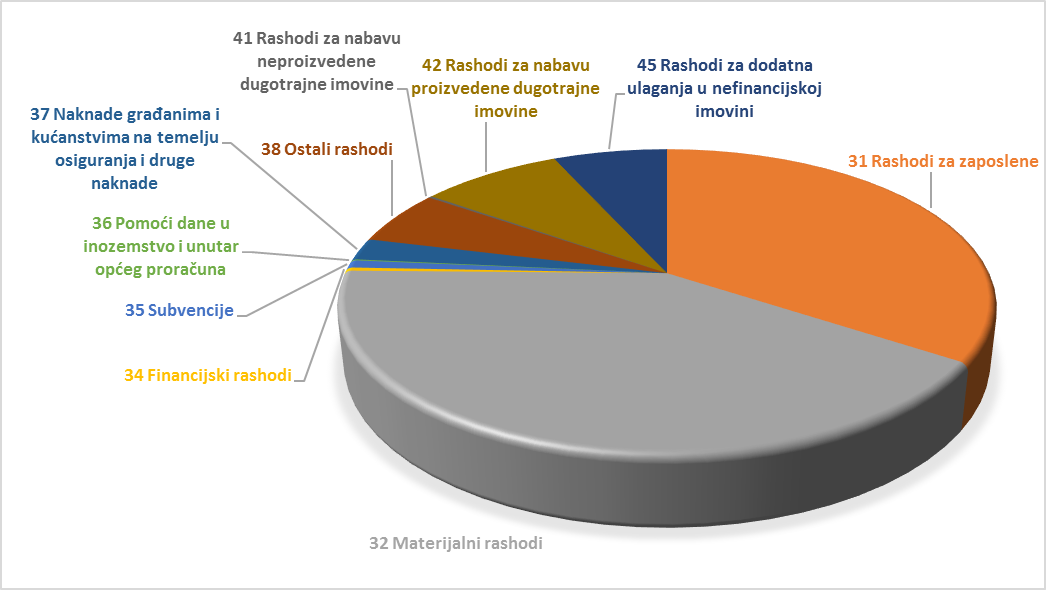 41 Rashodi za nabavu
neproizvedene
dugotrajne imovine
42 Rashodi za nabavu
proizvedene dugotrajne
imovine
45 Rashodi za dodatna
ulaganja u nefinancijskoj
imovini
31 Rashodi za zaposlene
37 Naknade građanima i
kućanstvima na temelju
osiguranja i druge
naknade
38 Ostali rashodi
36 Pomoći dane u
inozemstvo i unutar
općeg proračuna
35 Subvencije
34 Financijski rashodi
32 Materijalni rashodi